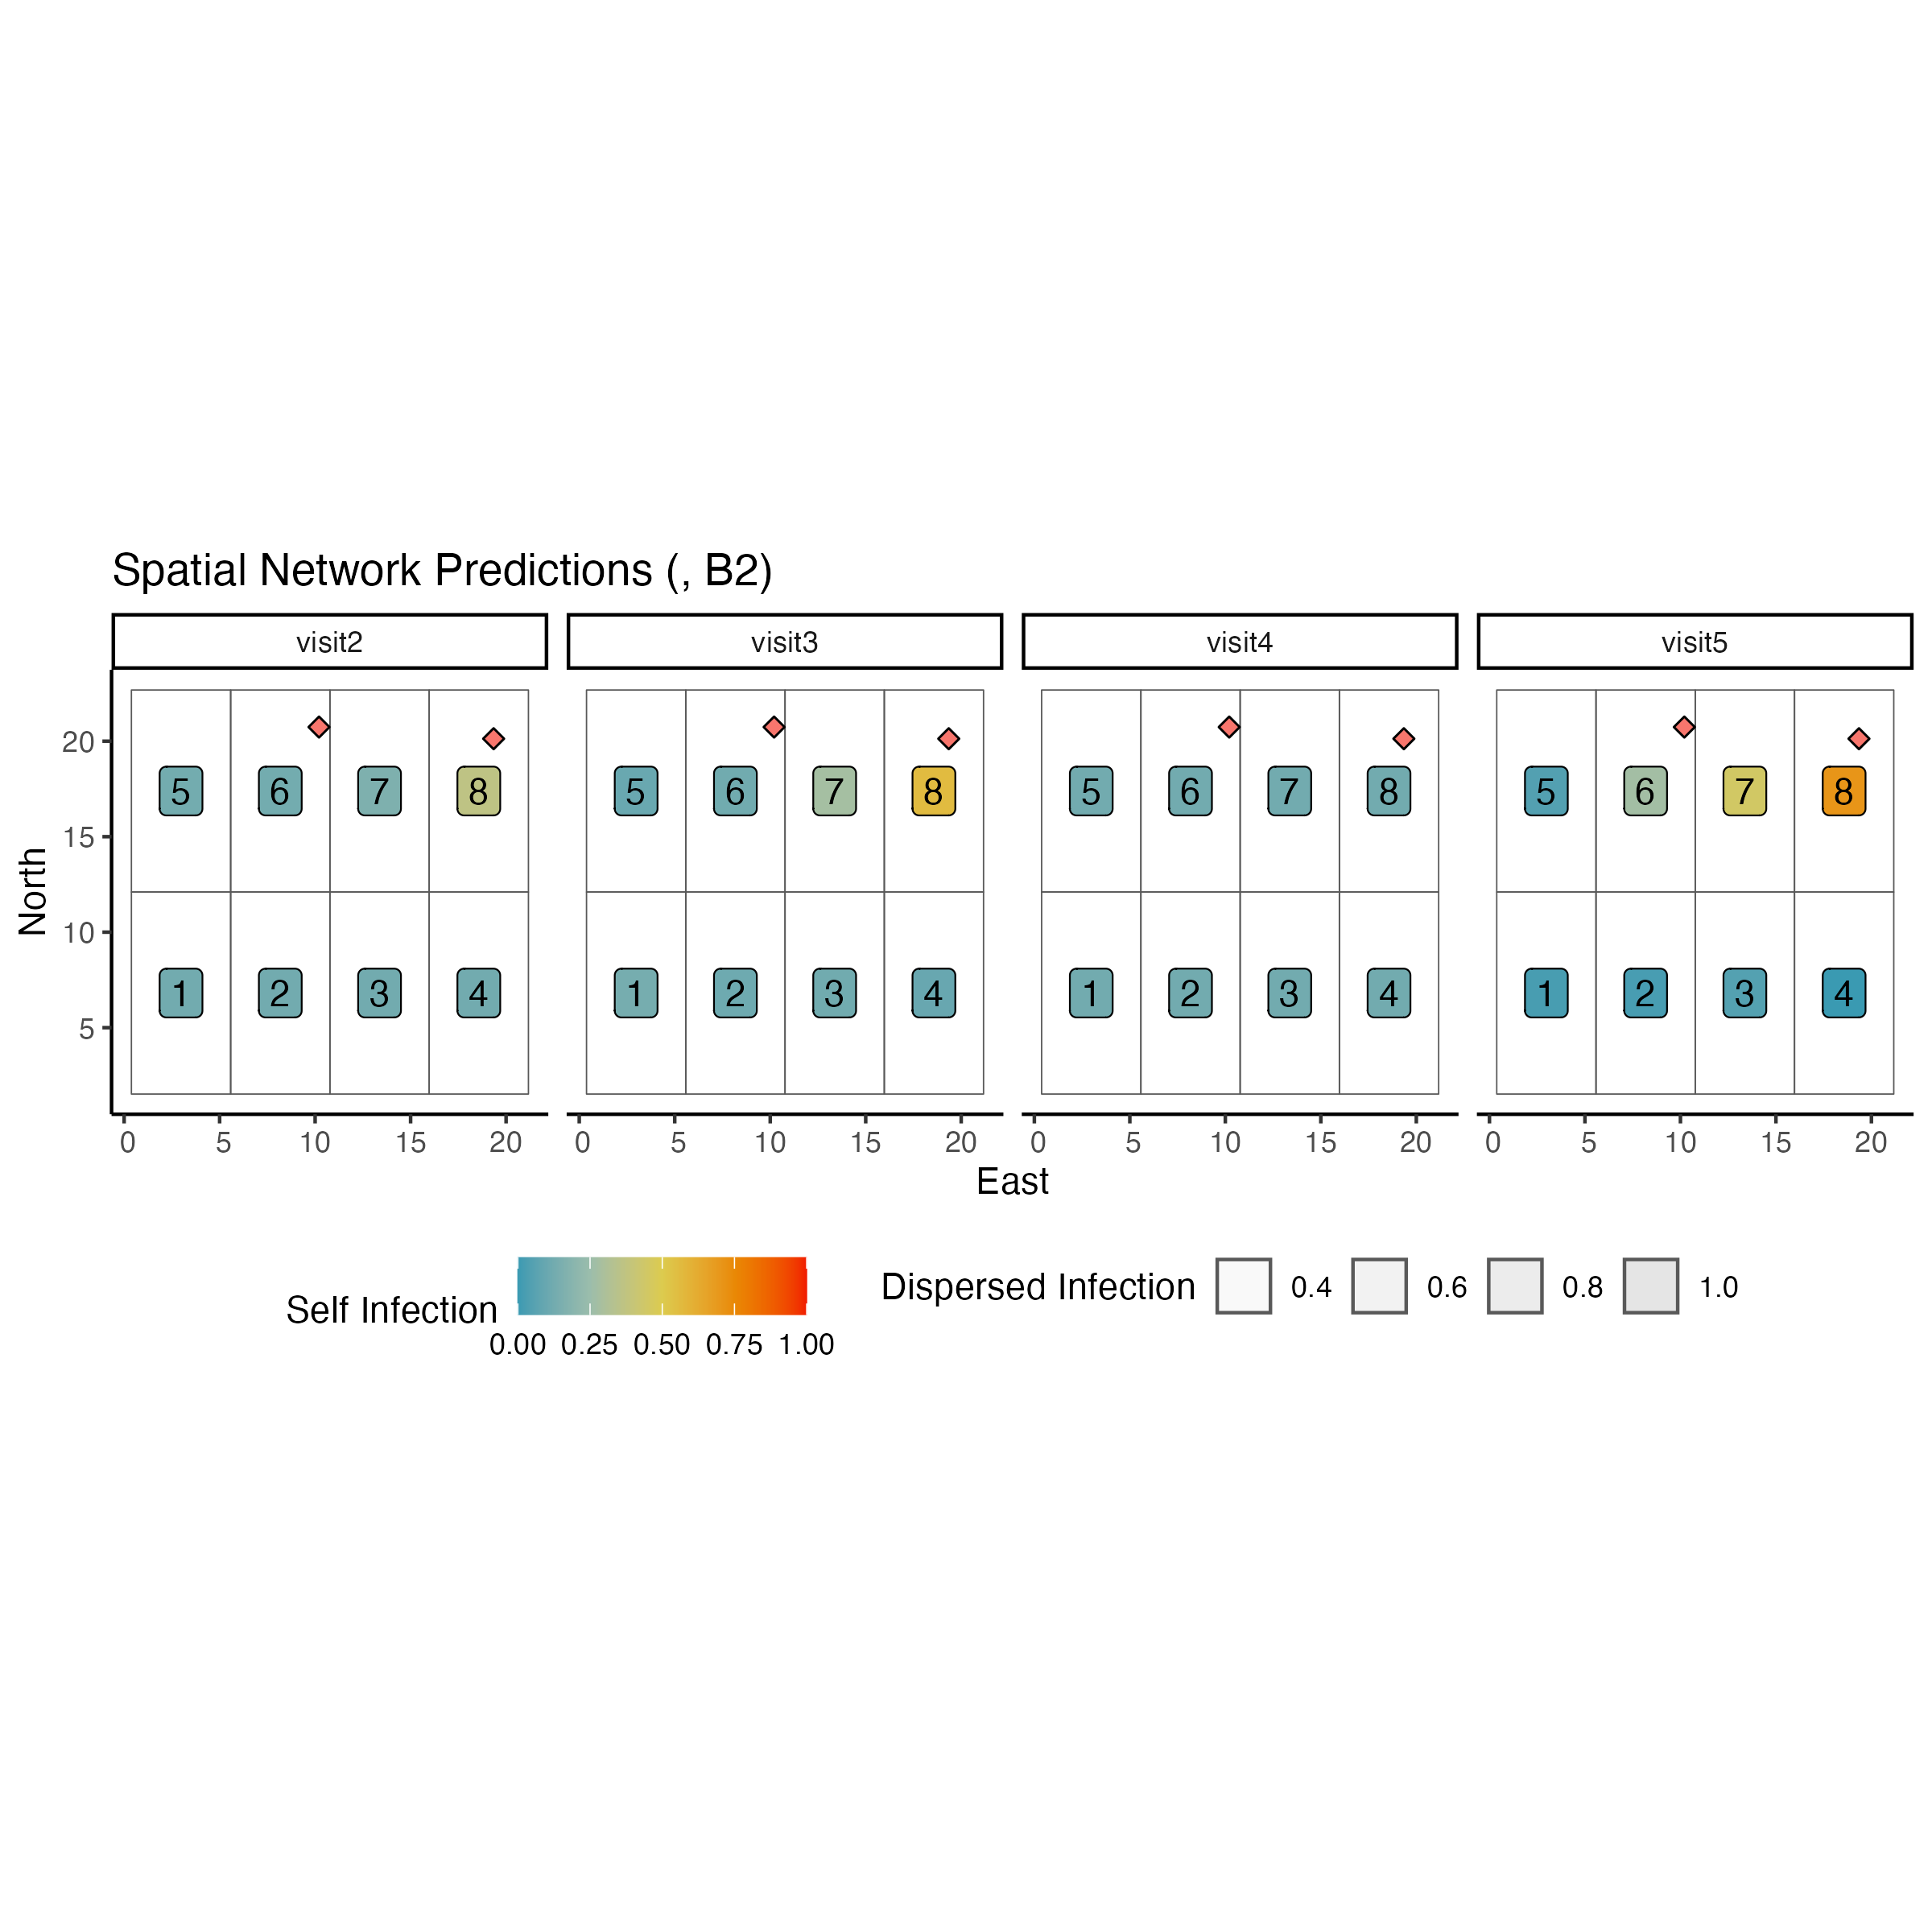 Spatial Network Predictions (, B2)
visit2 visit3 visit4 visit5
20
5 6 7 8 5 6 7 8 5 6 7 8 5 6 7 8
15
North
10
1 2 3 4 1 2 3 4 1 2 3 4 1 2 3 4
5
0 5 10 15 20 0 5 10 15 20 0 5 10 15 20 0 5 10 15 20
East
Self Infection
0.00 0.25 0.50 0.75 1.00
Dispersed Infection 0.4 0.6 0.8 1.0